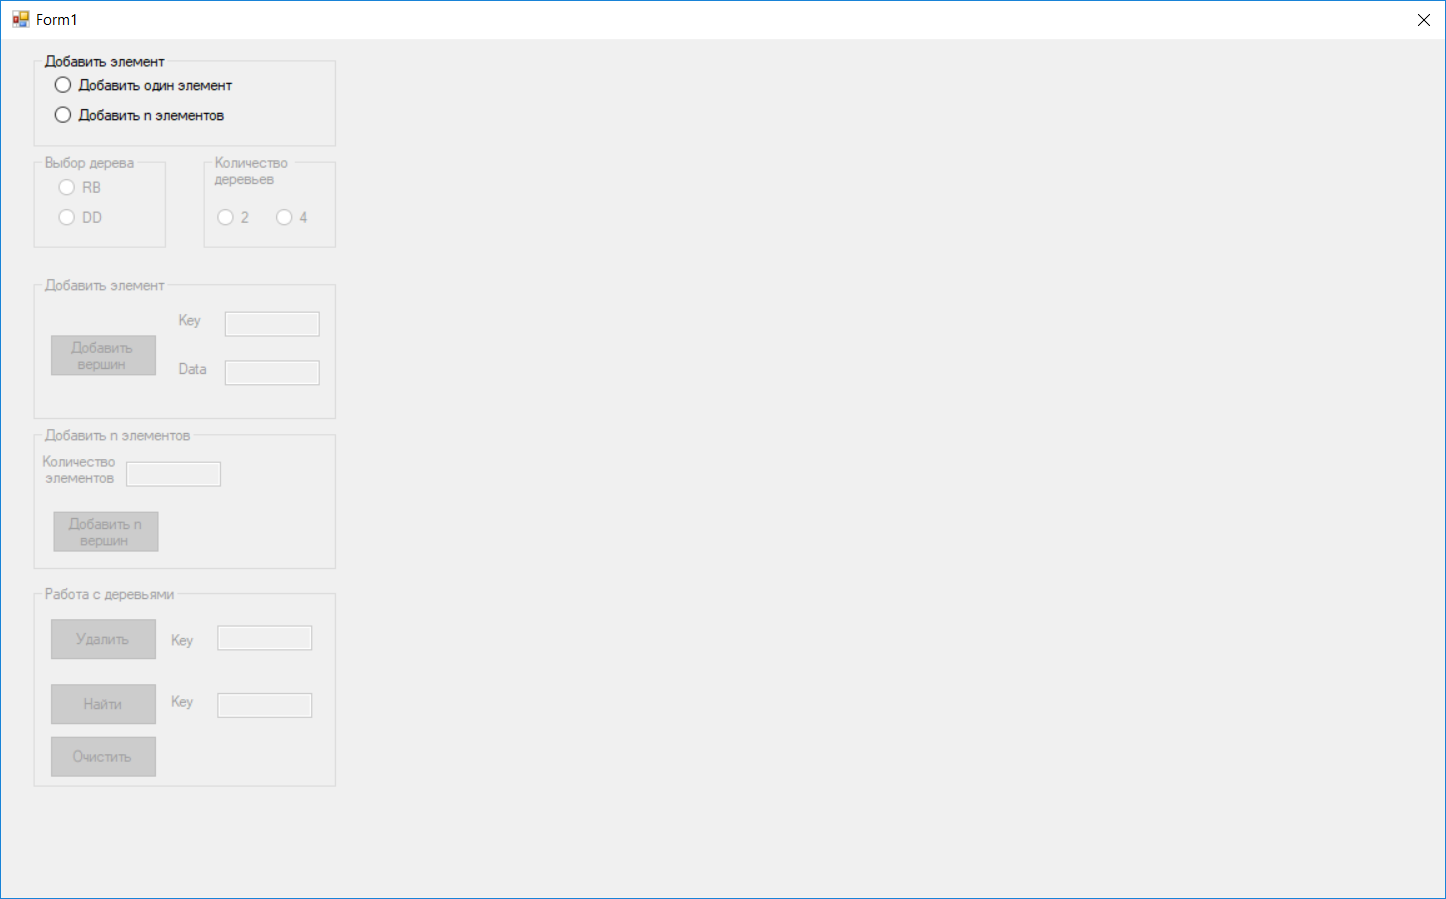 Form1
Добавить элемент
Добавить один элемент
Добавить n элементов
Выбор дерева
RB
DD
Количество
деревьев
2
4
Добавить элемент
Key
Добавить
вершин
Data
Добавить n элементов
Количество
элементов
Добавить n
вершин
Работа с деревьями
Удалить
Key
Найти
Key
Очистить